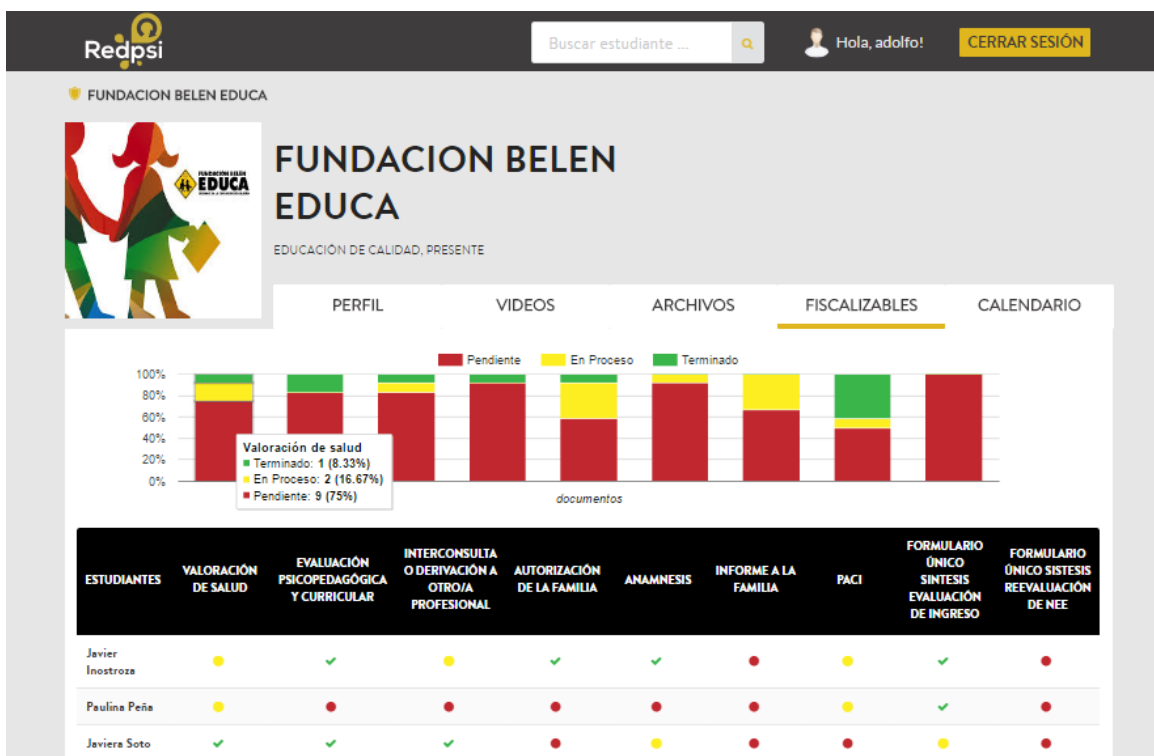 Redpsi
Buscar estudiante ...
Hola, adolfo!
CERRAR SESIÓN
FUNDACION BELEN EDUCA
EDUCA
FUNDACION BELEN
EDUCA
EDUCACIÓN DE CALIDAD, PRESENTE
PERFIL
VIDEOS
ARCHIVOS
FISCALIZABLES
CALENDARIO
Pendiente
En Proceso
Terminado
100%
80%
60%
40%
20%
0%
Valoración de salud
Terminado: 1 (8.33%)
En Proceso: 2 (16.67%)
Pendiente: 9 (75%)
documentos
ESTUDIANTES
VALORACIÓN
DE SALUD
EVALUACIÓN
PSICOPEDAGÓGICA
Y CURRICULAR
INTERCONSULTA
O DERIVACIÓN A
OTRO/A
PROFESIONAL
AUTORIZACIÓN
DE LA FAMILIA
ANAMNESIS
INFORME A LA
FAMILIA
PACI
FORMULARIO
ÚNICO
SINTESIS
EVALUACIÓN
DE INGRESO
FORMULARIO
ÚNICO SISTESIS
REEVALUACIÓN
DE NEE
Javier
Inostroza
Paulina Peña
Javiera Soto